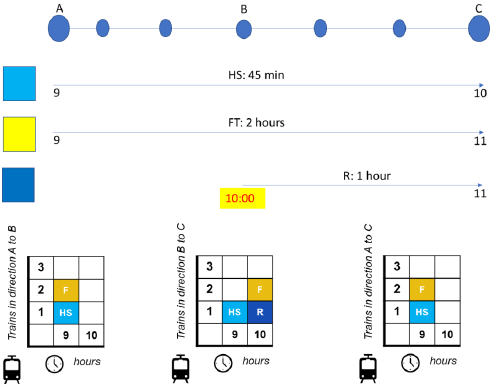 A B C
HS: 45 min
9 10
FT: 2 hours
9 11
R: 1 hour
10:00 11
Trains in direction A to B
3
2 F
1 HS
9 10
hours
Trains in direction B to C
3
2 F
1 HS R
9 10
hours
Trains in direction A to C
3
2 F
1 HS
9 10
hours